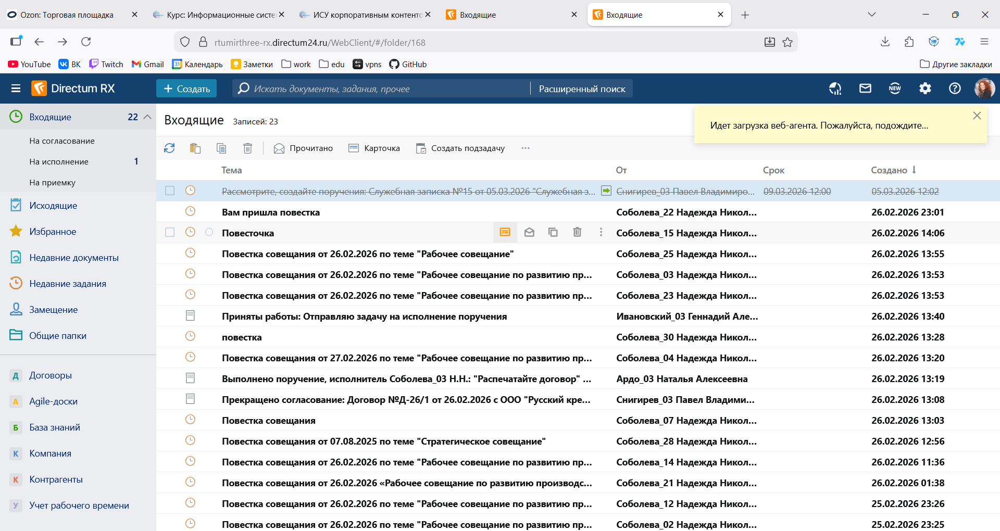 Ozon: Торговая площадка
Курс: Информационные систе
ИСУ корпоративным контенто
Входящие
Входящие
rtumirthree-rx.directum24.ru/WebClient/#/folder/168
YouTube
ВК
Twitch
Gmail
31 Календарь
Заметки
work
edu
vpns
GitHub
Другие закладки
Directum RX
Создать
Искать документы, задания, прочее
Расширенный поиск
NEW
Входящие 22
На согласование
На исполнение 1
На приемку
Исходящие
Избранное
Недавние документы
Недавние задания
Замещение
Общие папки
Д Договоры
А Agile-доски
Б База знаний
К Компания
К Контрагенты
У Учет рабочего времени
Входящие Записей: 23
Идет загрузка веб-агента. Пожалуйста, подождите...
Прочитано
Карточка
Создать подзадачу
Тема От Срок Создано
Рассмотрите, создайте поручения: Служебная записка №15 от 05.03.2026 "Служебная з... Снигирев_03 Павел Владимиро... 09.03.2026 12:00 05.03.2026 12:02
Вам пришла повестка Соболева_22 Надежда Никол... 26.02.2026 23:01
Повесточка Соболева_15 Надежда Никол... 26.02.2026 14:06
Повестка совещания от 26.02.2026 по теме "Рабочее совещание" Соболева_25 Надежда Никол... 26.02.2026 13:55
Повестка совещания от 26.02.2026 по теме "Рабочее совещание по развитию пр... Соболева_03 Надежда Никол... 26.02.2026 13:53
Повестка совещания от 26.02.2026 по теме "Рабочее совещание по развитию пр... Соболева_23 Надежда Никол... 26.02.2026 13:53
Приняты работы: Отправляю задачу на исполнение поручения Ивановский_03 Геннадий Але... 26.02.2026 13:40
повестка Соболева_30 Надежда Никол... 26.02.2026 13:28
Повестка совещания от 27.02.2026 по теме "Рабочее совещание по развитию пр... Соболева_04 Надежда Никол... 26.02.2026 13:20
Выполнено поручение, исполнитель Соболева_03 Н.Н.: "Распечатайте договор" ... Ардо_03 Наталья Алексеевна 26.02.2026 13:19
Прекращено согласование: Договор №Д-26/1 от 26.02.2026 с ООО "Русский кре... Снигирев_03 Павел Владими... 26.02.2026 13:08
Повестка совещания Соболева_07 Надежда Никол... 26.02.2026 13:03
Повестка совещания от 07.08.2025 по теме "Стратегическое совещание" Соболева_28 Надежда Никол... 26.02.2026 12:56
Повестка совещания от 26.02.2026 по теме "Рабочее совещание по развитию пр... Соболева_14 Надежда Никол... 26.02.2026 11:36
Повестка совещания от 26.02.2026 «Рабочее совещание по развитию производс... Соболева_21 Надежда Никол... 26.02.2026 01:38
Повестка совещания от 26.02.2026 по теме "Рабочее совещание по развитию пр... Соболева_12 Надежда Никол... 25.02.2026 23:26
Повестка совещания от 26.02.2026 по теме "Рабочее совещание по развитию пр... Соболева_02 Надежда Никол... 25.02.2026 23:25